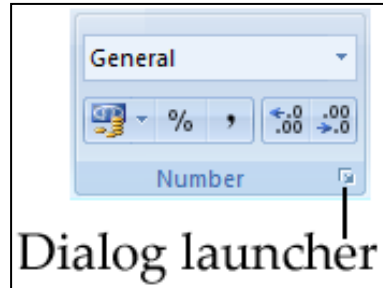 General
% , .0 .00 .00 .0
Number
Dialog launcher